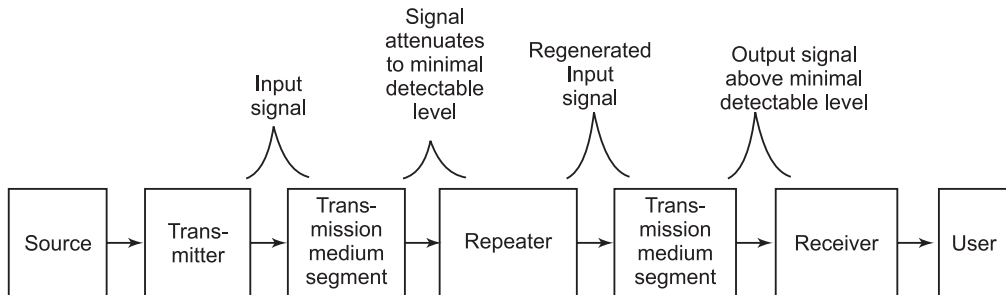 Signal
attenuates
to minimal
detectable
level
Input
signal
Regenerated
Input
signal
Output signal
above minimal
detectable level
Source
Trans-
mitter
Trans-
mission
medium
segment
Repeater
Trans-
mission
medium
segment
Receiver
User